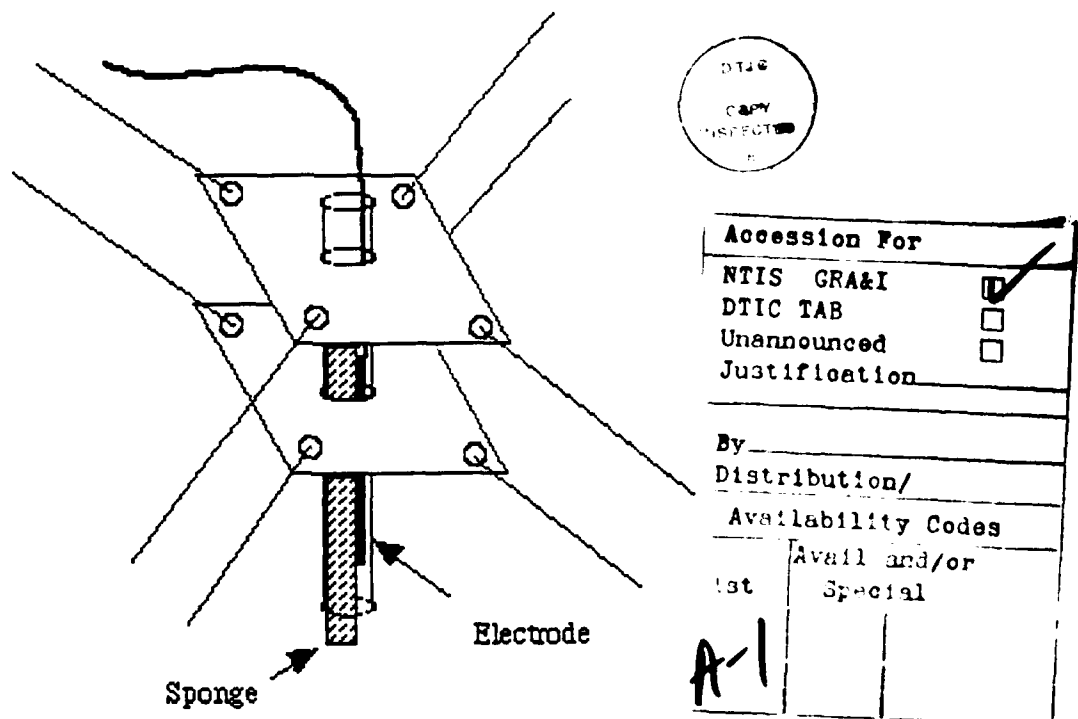 DTIC
COPY
INSPECTED
Accession For
NTIS GRA&I
DTIC TAB
Unannounced
Justification
By
Distribution/
Availability Codes
Avail and/or
Special
A-1
Electrode
Sponge